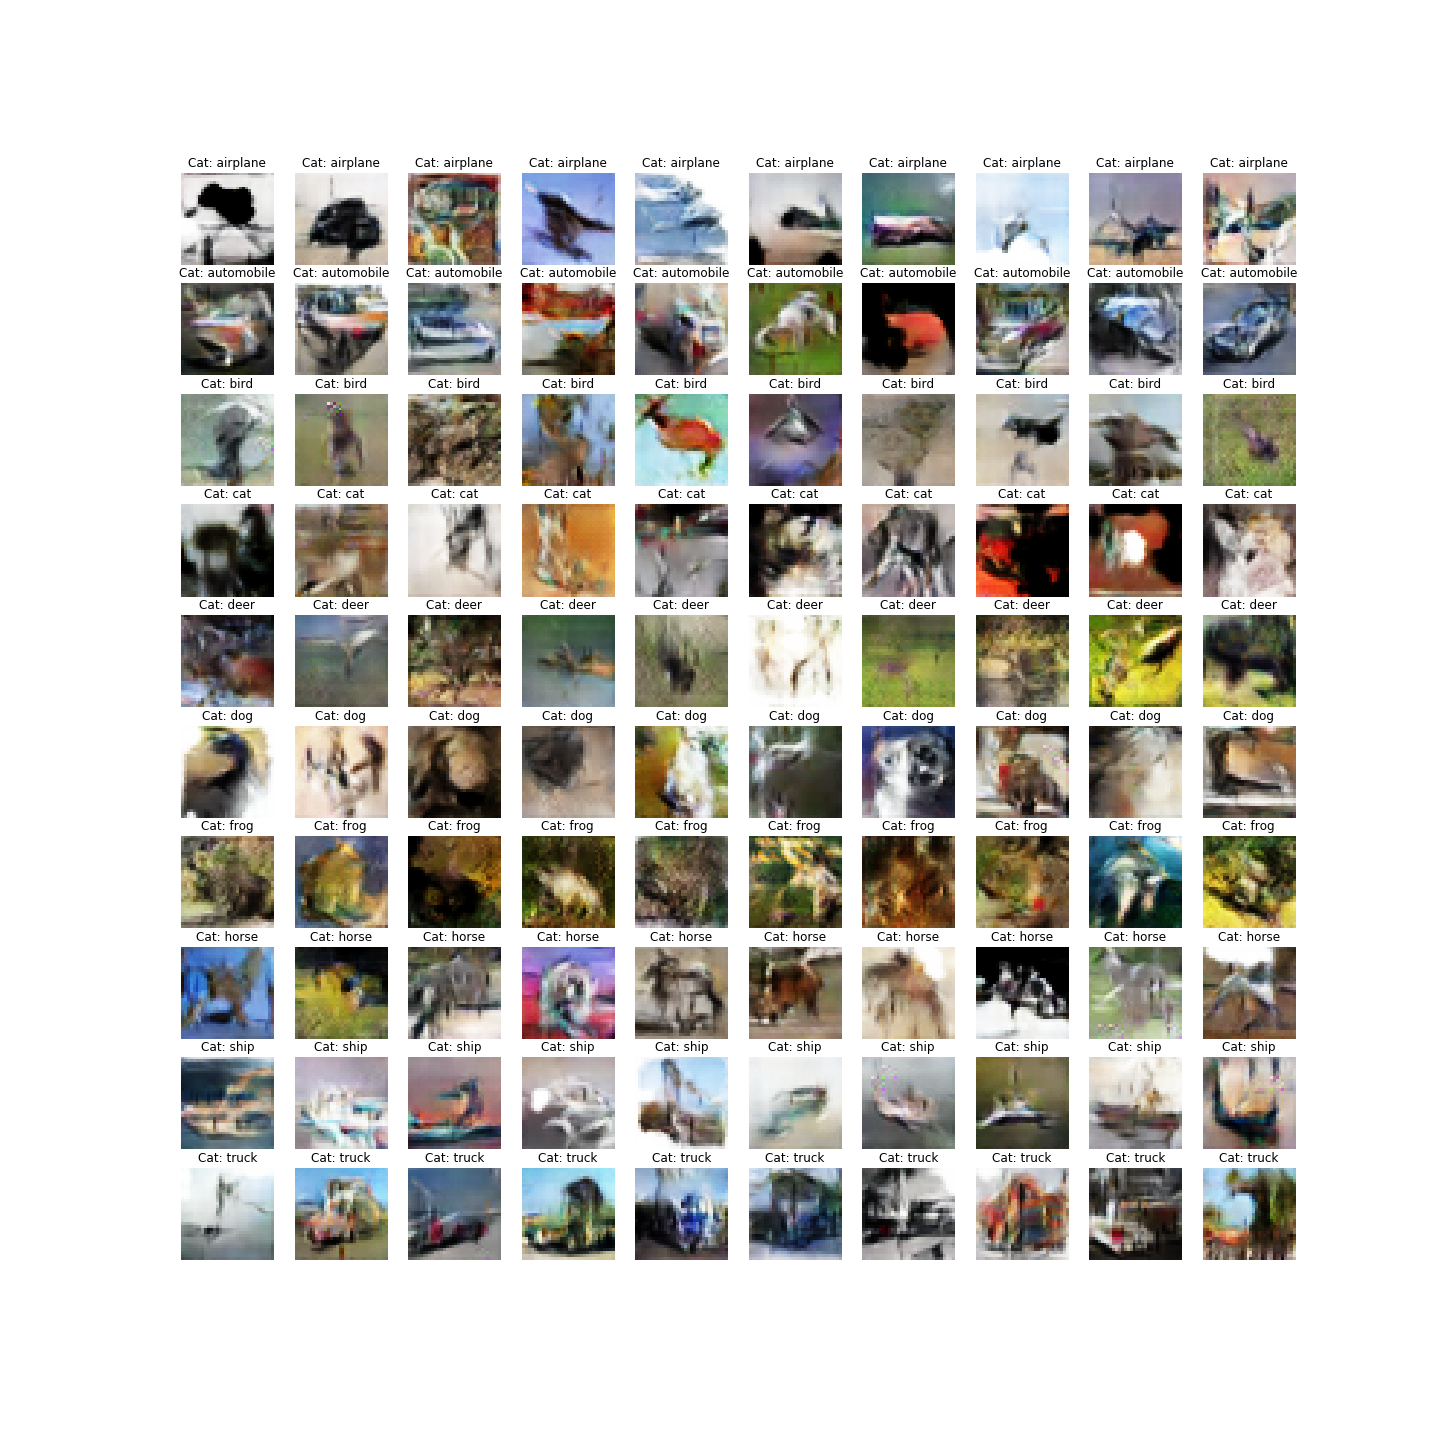 Cat: airplane Cat: airplane Cat: airplane Cat: airplane Cat: airplane Cat: airplane Cat: airplane Cat: airplane Cat: airplane Cat: airplane
Cat: automobile Cat: automobile Cat: automobile Cat: automobile Cat: automobile Cat: automobile Cat: automobile Cat: automobile Cat: automobile Cat: automobile
Cat: bird Cat: bird Cat: bird Cat: bird Cat: bird Cat: bird Cat: bird Cat: bird Cat: bird Cat: bird
Cat: cat Cat: cat Cat: cat Cat: cat Cat: cat Cat: cat Cat: cat Cat: cat Cat: cat Cat: cat
Cat: deer Cat: deer Cat: deer Cat: deer Cat: deer Cat: deer Cat: deer Cat: deer Cat: deer Cat: deer
Cat: dog Cat: dog Cat: dog Cat: dog Cat: dog Cat: dog Cat: dog Cat: dog Cat: dog Cat: dog
Cat: frog Cat: frog Cat: frog Cat: frog Cat: frog Cat: frog Cat: frog Cat: frog Cat: frog Cat: frog
Cat: horse Cat: horse Cat: horse Cat: horse Cat: horse Cat: horse Cat: horse Cat: horse Cat: horse Cat: horse
Cat: ship Cat: ship Cat: ship Cat: ship Cat: ship Cat: ship Cat: ship Cat: ship Cat: ship Cat: ship
Cat: truck Cat: truck Cat: truck Cat: truck Cat: truck Cat: truck Cat: truck Cat: truck Cat: truck Cat: truck